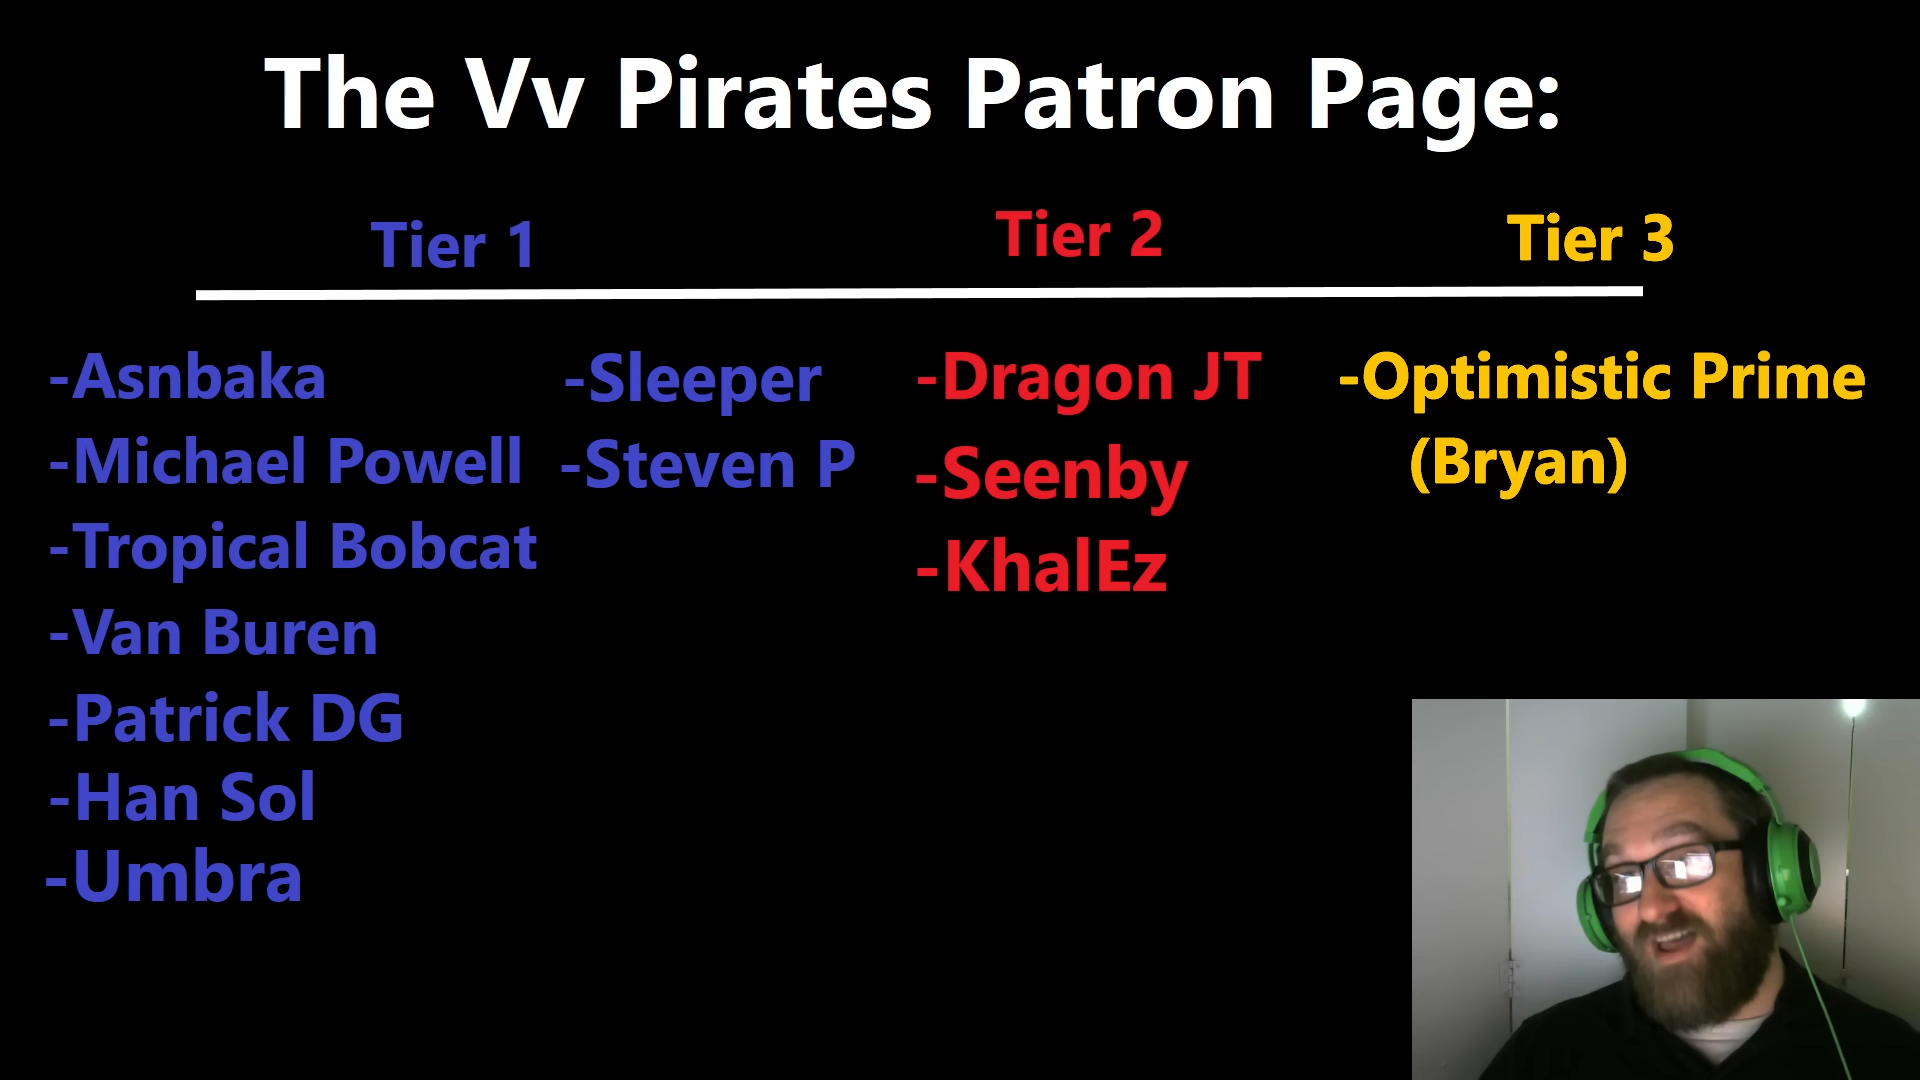 The Vv Pirates Patron Page:
Tier 1
Tier 2
Tier 3
-Asnbaka
-Michael Powell
-Tropical Bobcat
-Van Buren
-Patrick DG
-Han Sol
-Umbra
-Sleeper
-Steven P
-Dragon JT
-Seenby
-KhalEz
-Optimistic Prime
(Bryan)